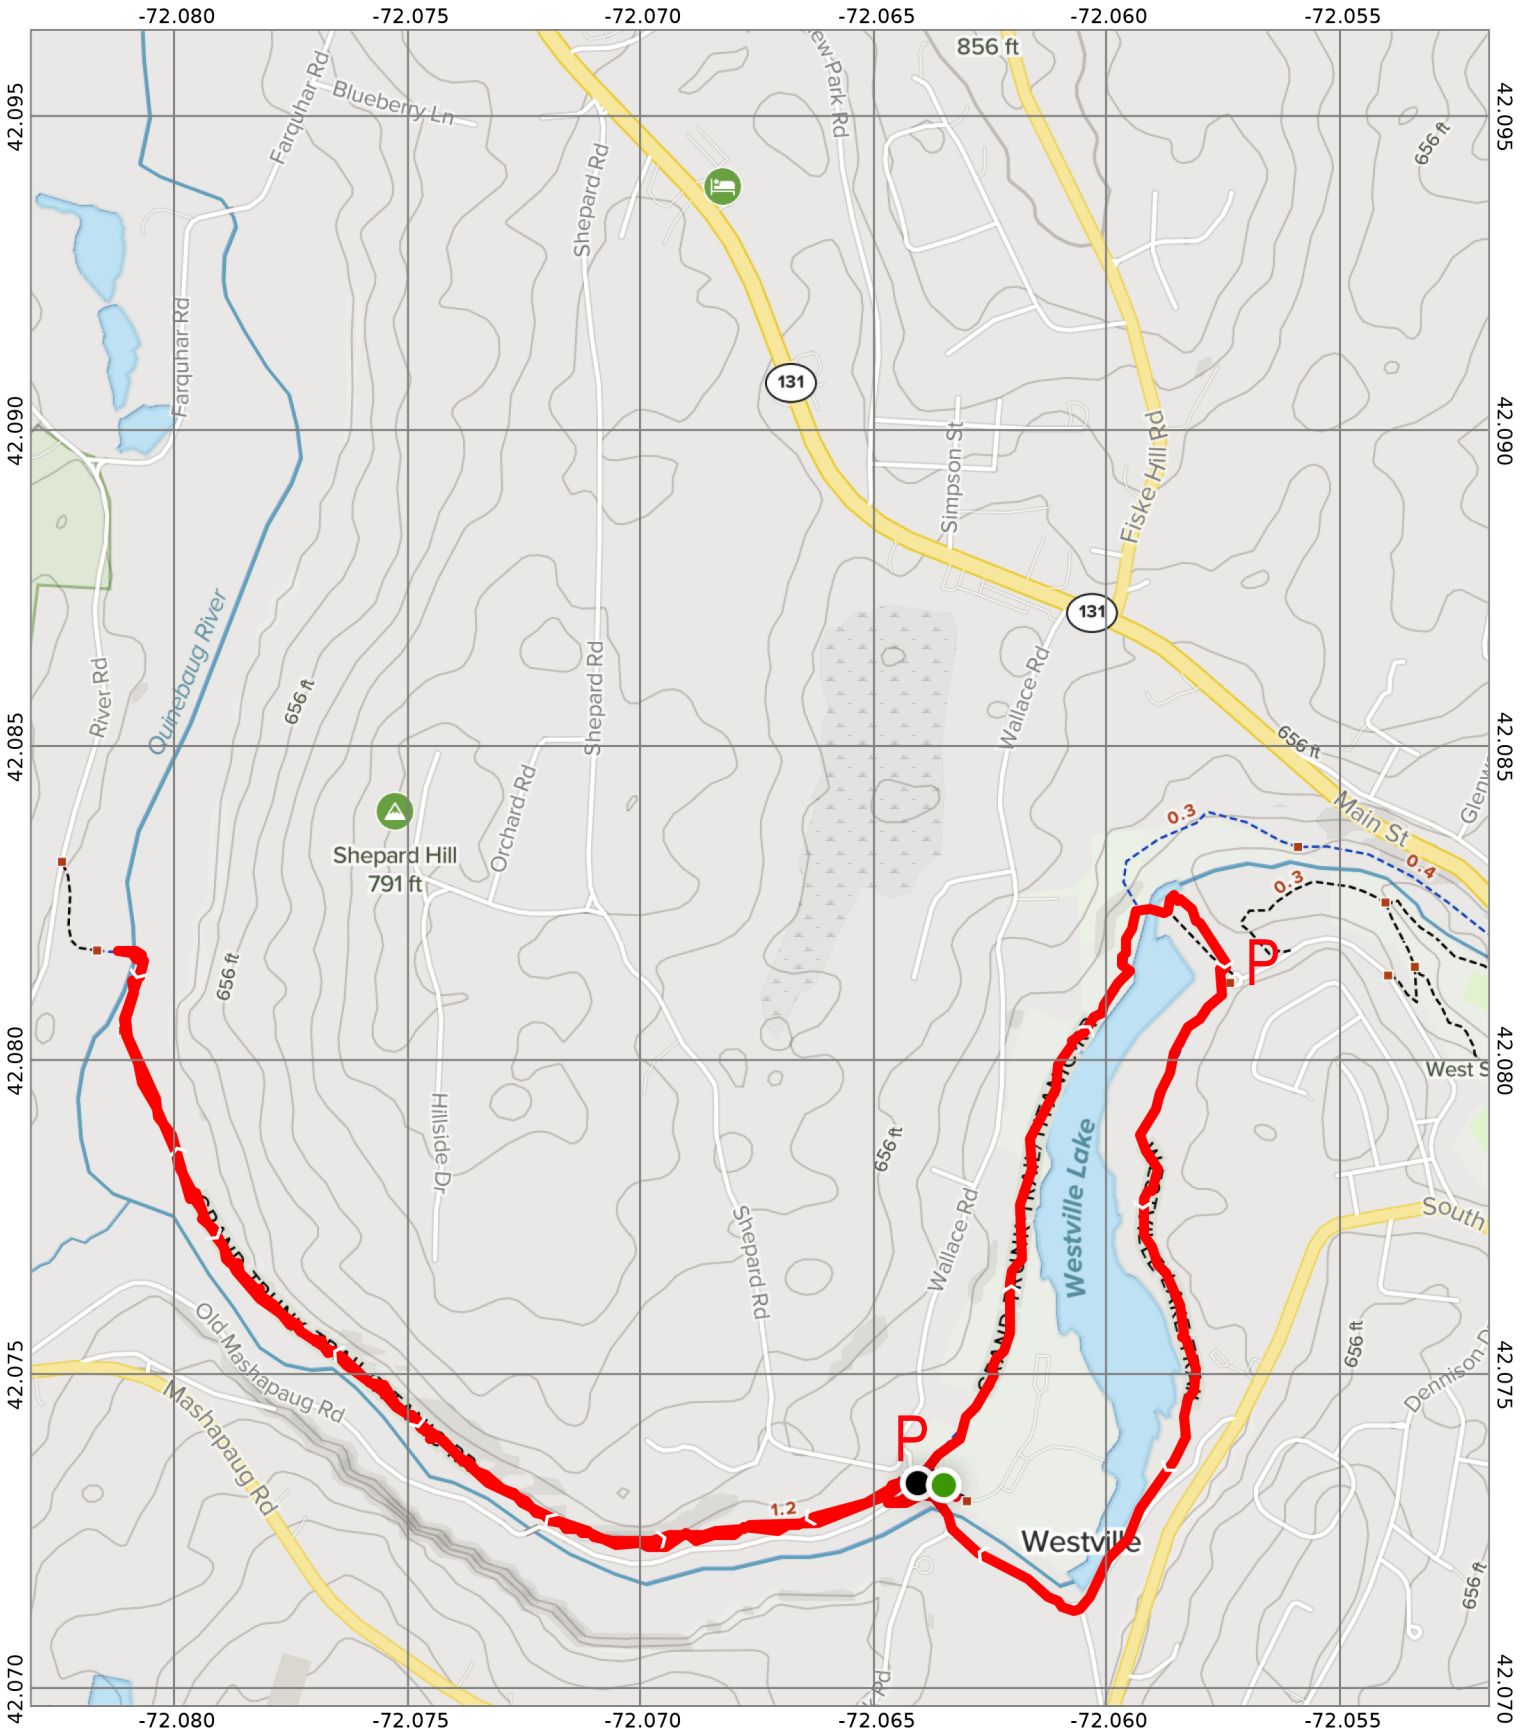 -72.080
-72.075
-72.070
-72.065
-72.060
-72.055
856 ft
Farquhar Rd
Blueberry Ln
42.095
42.095
656 ft
Shepard Rd
131
Farquhar Rd
42.090
42.090
Simpson St
Fiske Hill Rd
131
Quinebaug River
River Rd
656 ft
Shepard Rd
Wallace Rd
42.085
42.085
656 ft
Main St
Orchard Rd
Shepard Hill
791 ft
0.3
0.4
0.3
P
656 ft
42.080
42.080
West S
Hillside Dr
656 ft
Westville Lake
Wallace Rd
Shepard Rd
South
GRAND TRUNK TRAIL
Old Mashapaug Rd
656 ft
42.075
42.075
Mashapaug Rd
Dennison D
P
1.2
Westville
656 ft
42.070
42.070
-72.080
-72.075
-72.070
-72.065
-72.060
-72.055